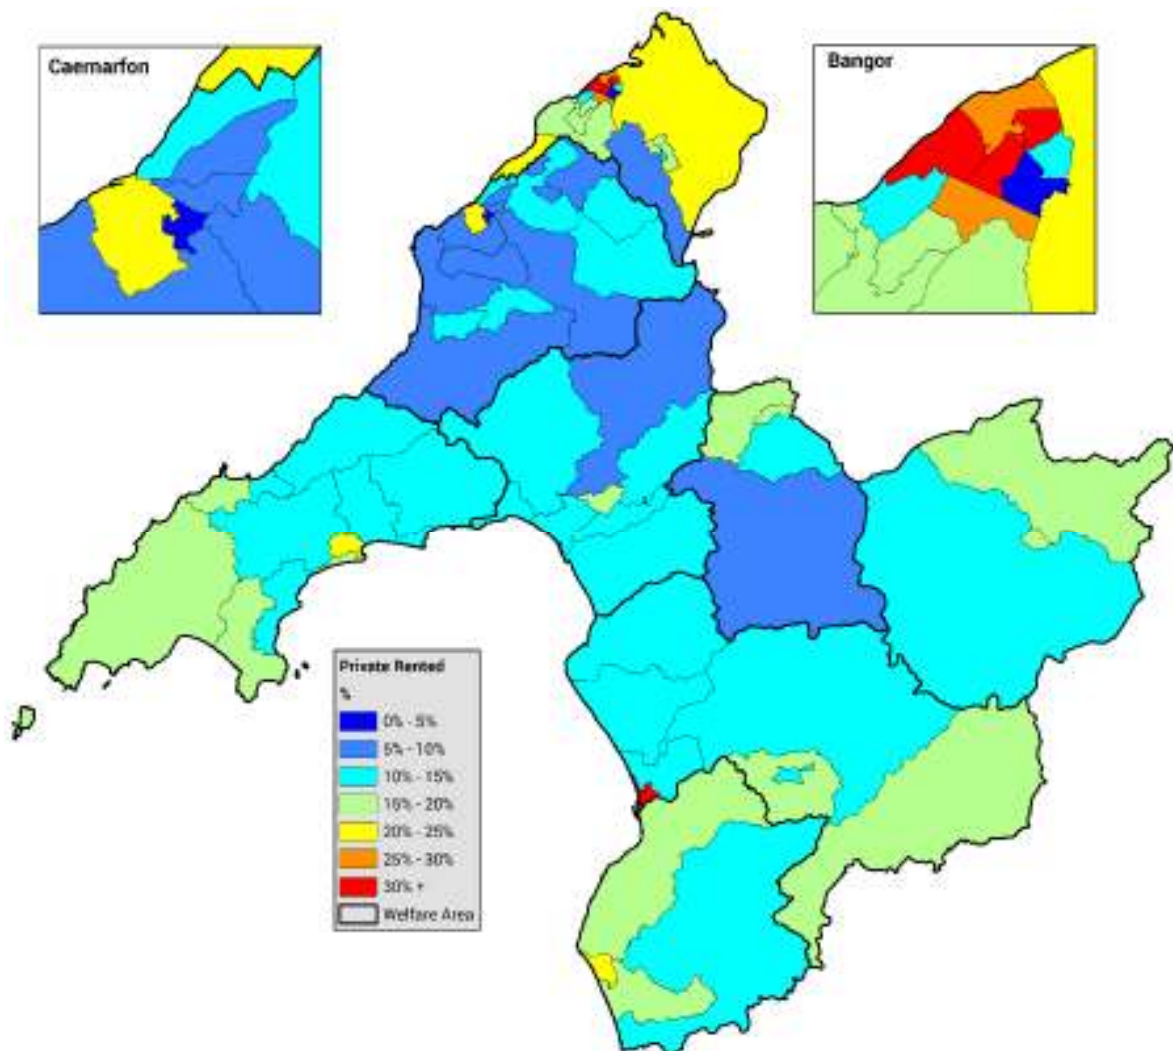 Caernarfon
Bangor
Private Rented
%
0% - 5%
5% - 10%
10% - 15%
15% - 20%
20% - 25%
25% - 30%
30% +
Welfare Area